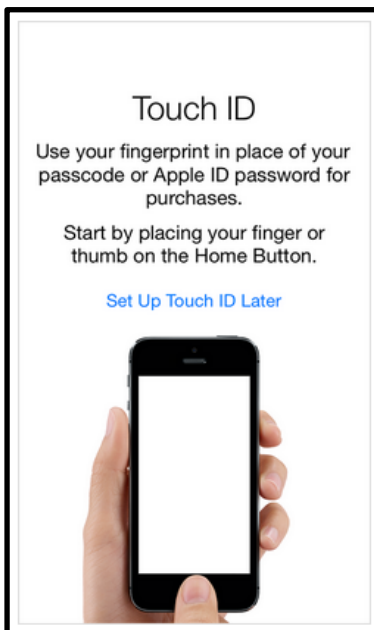 Touch ID
Use your fingerprint in place of your
passcode or Apple ID password for
purchases.
Start by placing your finger or
thumb on the Home Button.
Set Up Touch ID Later